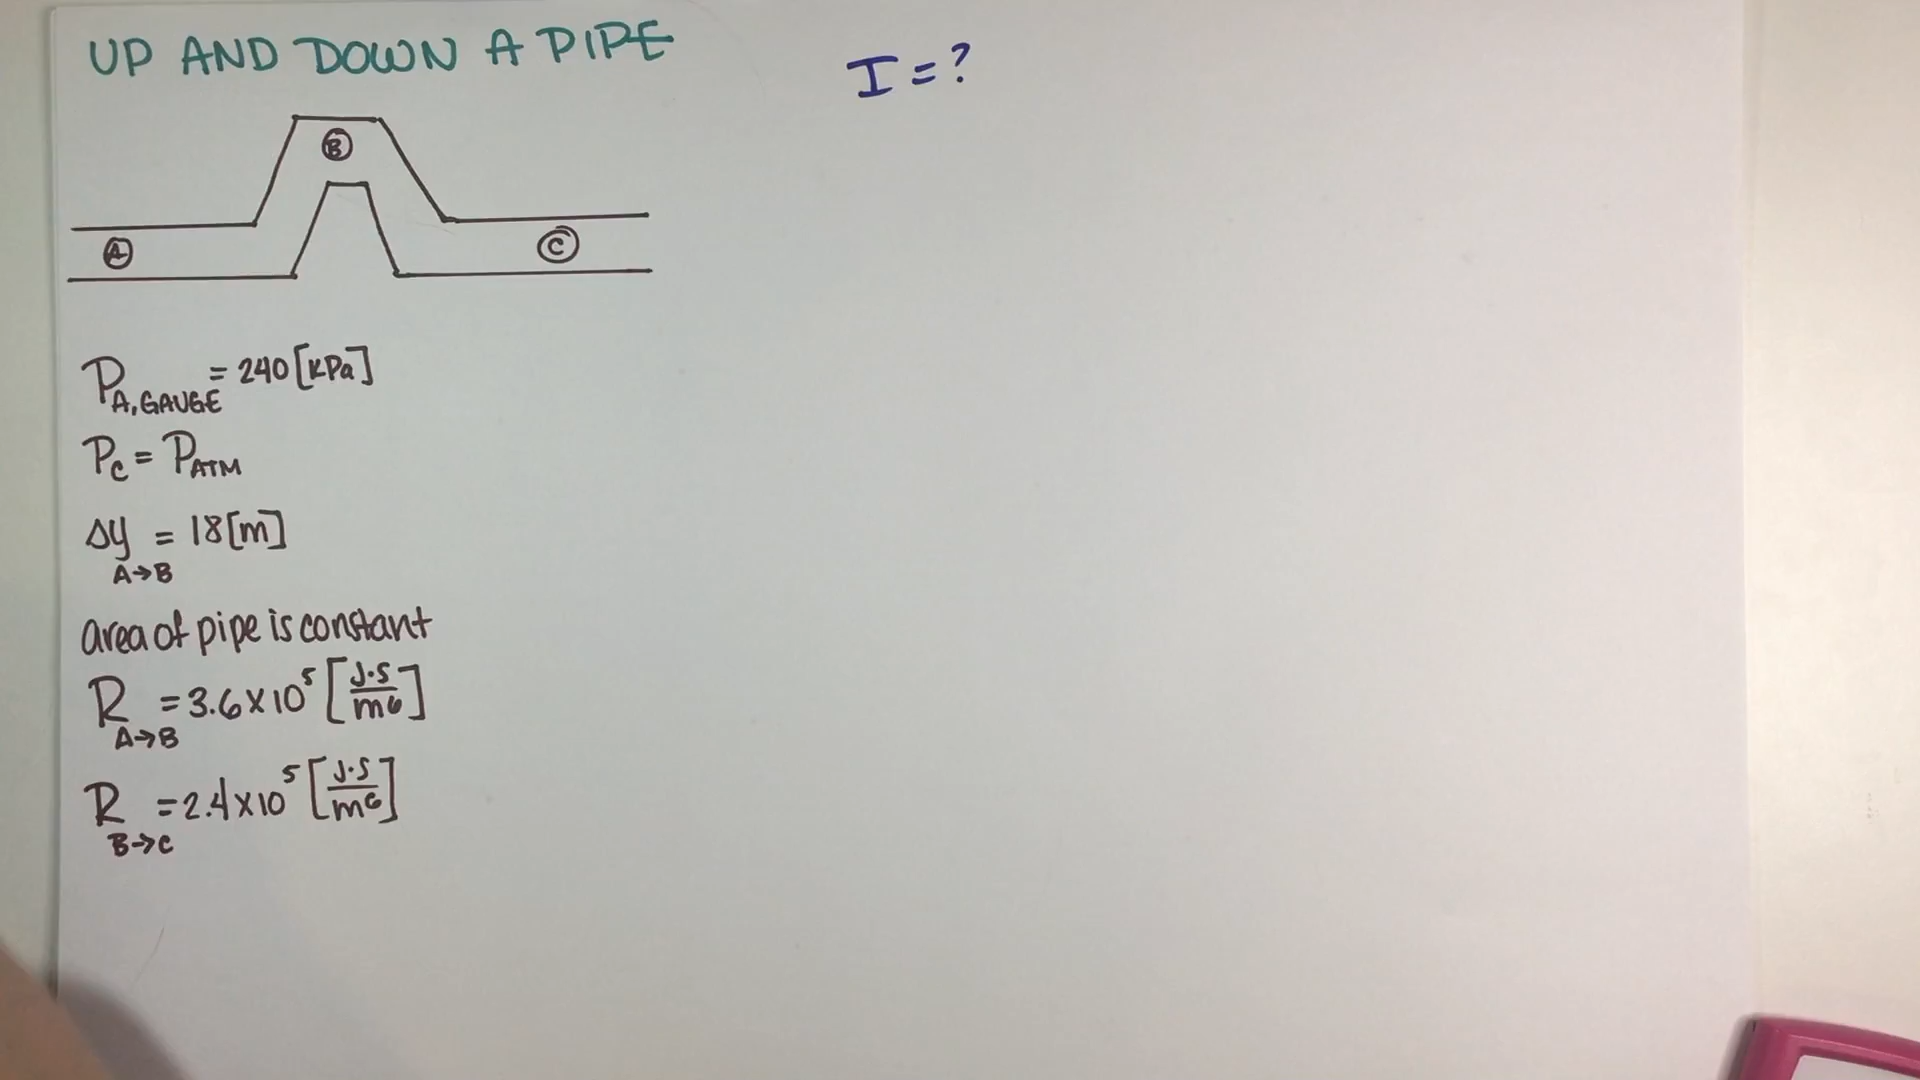 UP AND DOWN A PIPE
I = ?
B
A
C
P_A,GAUGE = 240 [kPa]
P_C = P_ATM
Δy_A→B = 18 [m]
area of pipe is constant
R_A→B = 3.6 × 10^5 [J·s/m^6]
R_B→C = 2.4 × 10^5 [J·s/m^6]